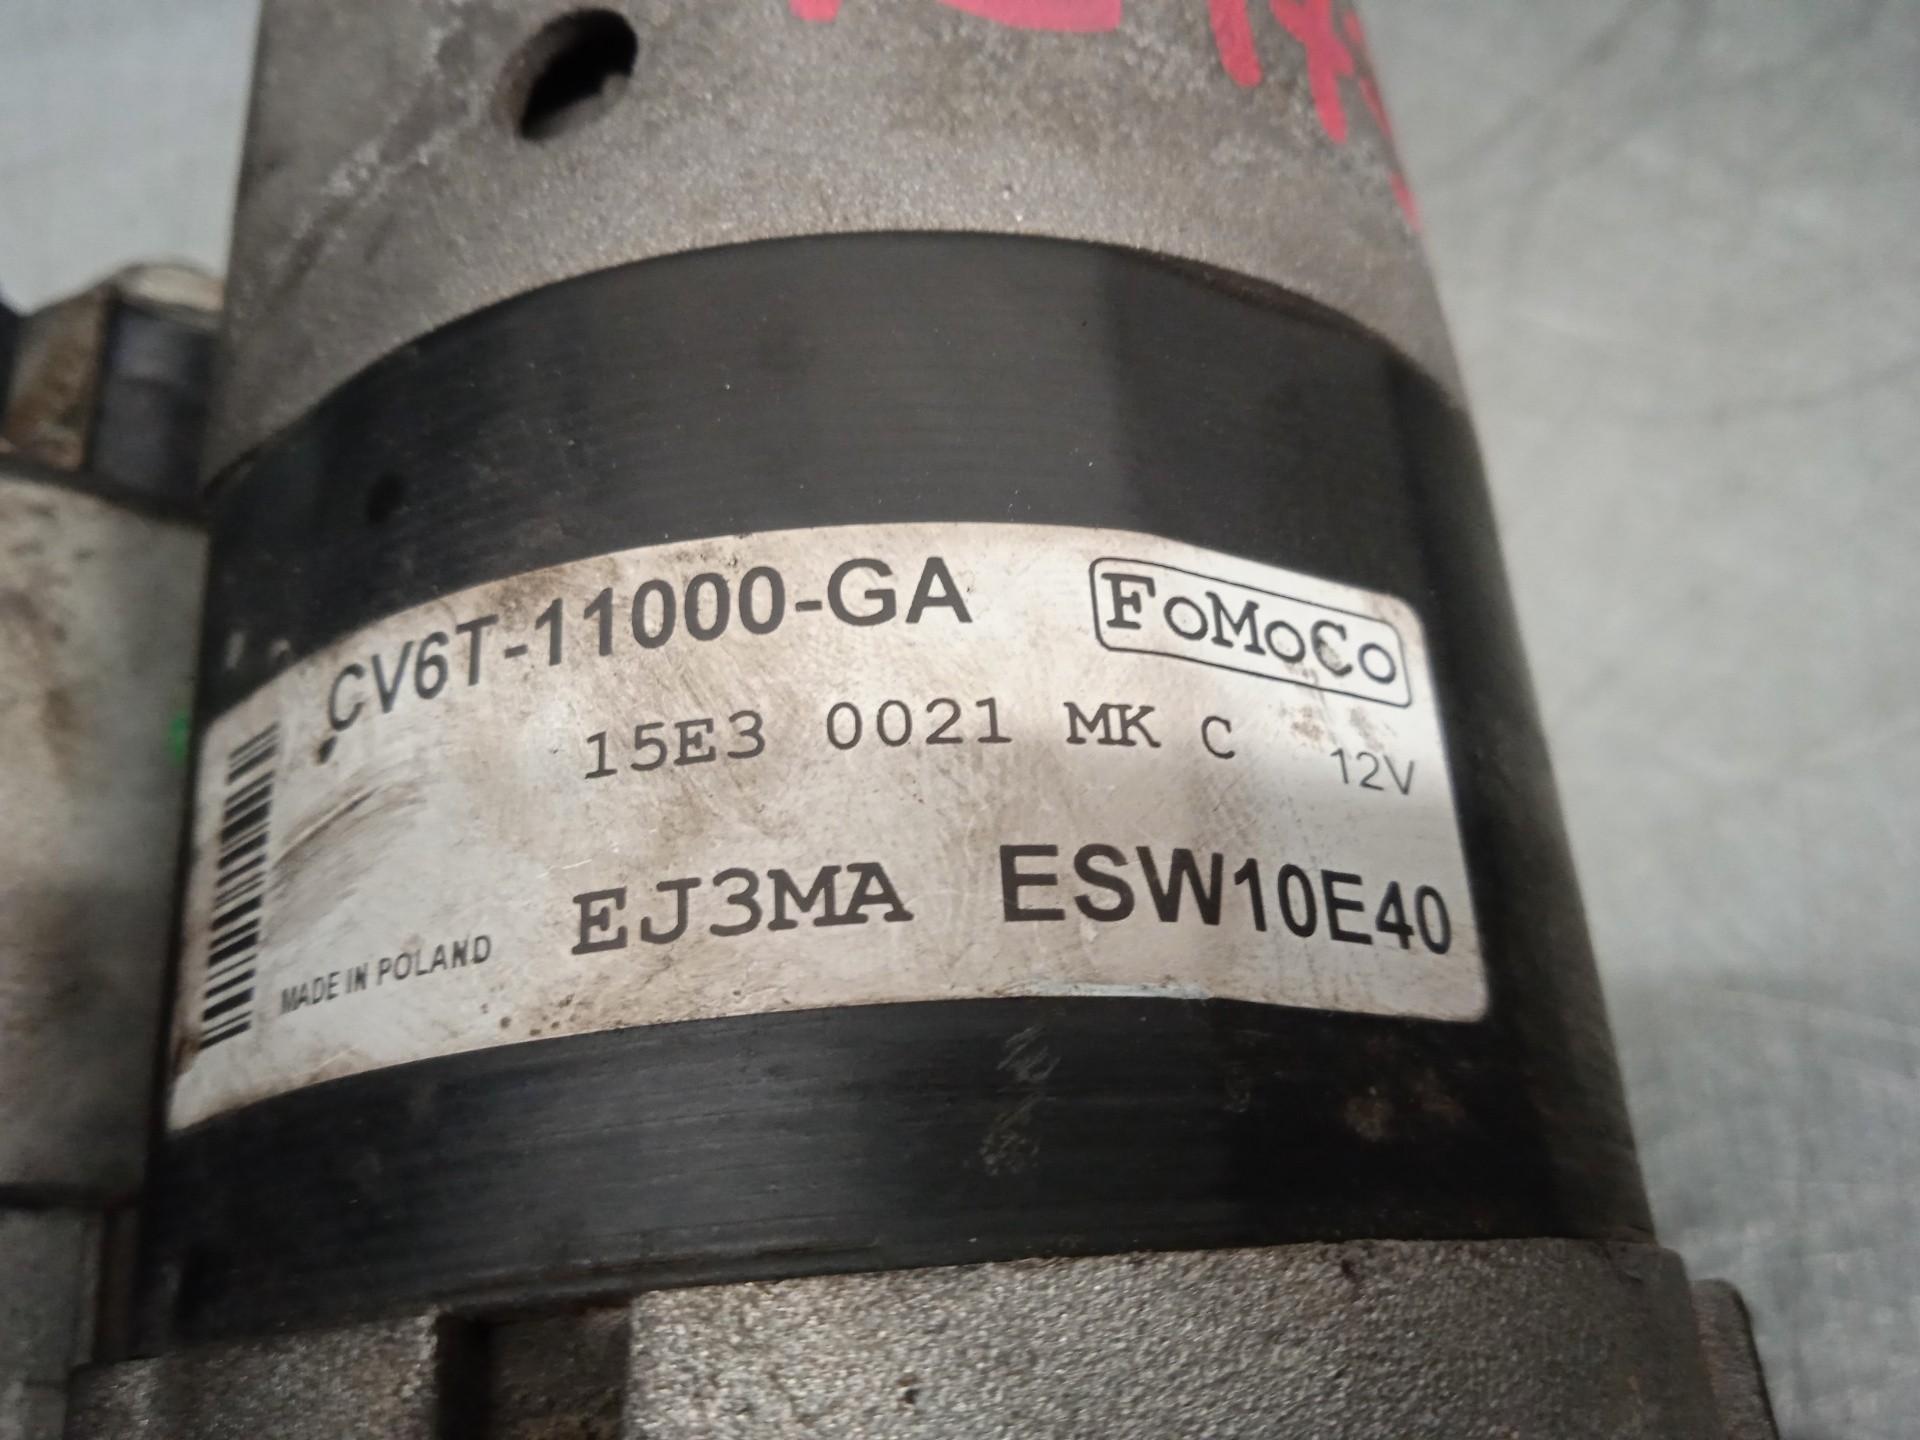 CV6T-11000-GA FoMoCo
15E3 0021 MK C 12V
EJ3MA ESW10E40
MADE IN POLAND